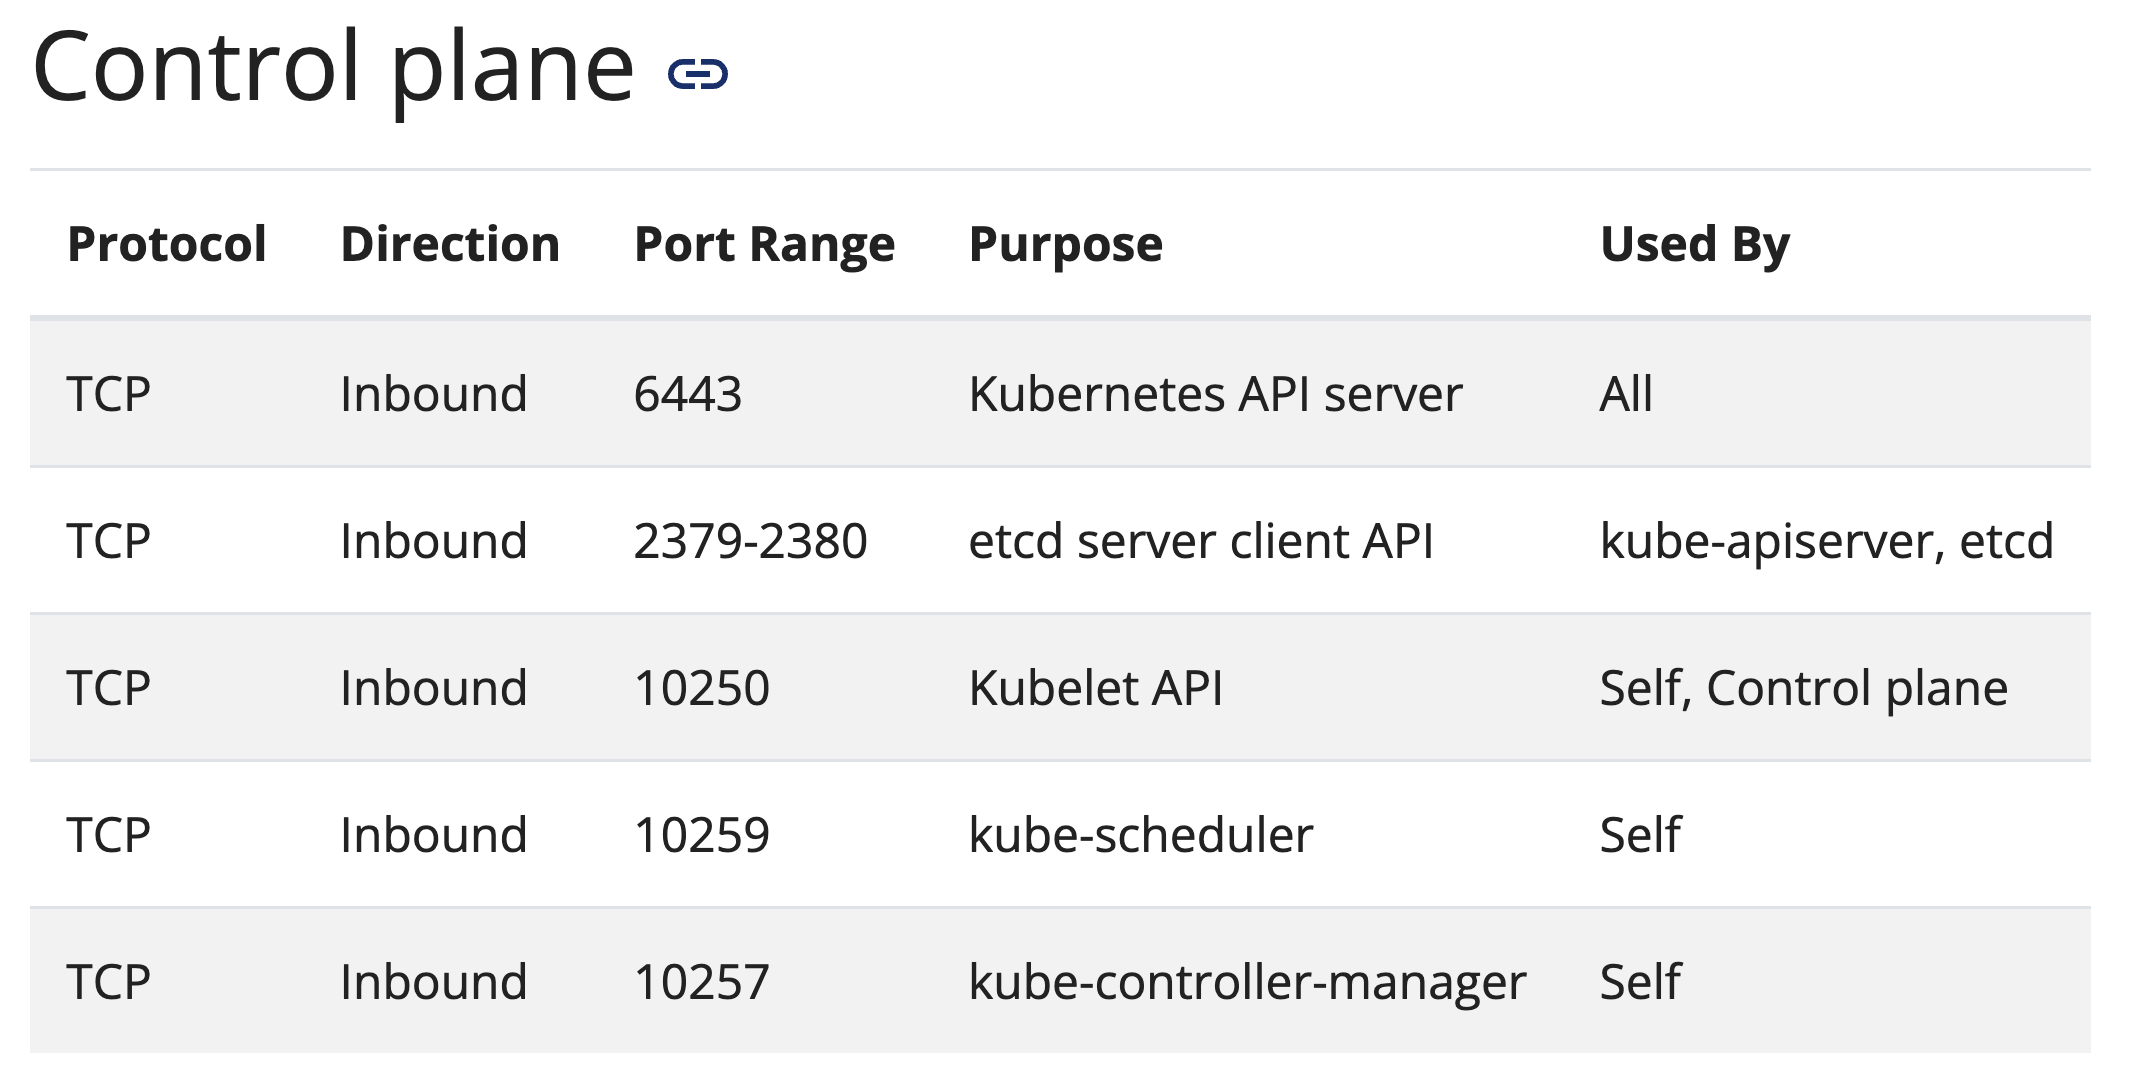 Control plane
Protocol Direction Port Range Purpose Used By
TCP Inbound 6443 Kubernetes API server All
TCP Inbound 2379-2380 etcd server client API kube-apiserver, etcd
TCP Inbound 10250 Kubelet API Self, Control plane
TCP Inbound 10259 kube-scheduler Self
TCP Inbound 10257 kube-controller-manager Self